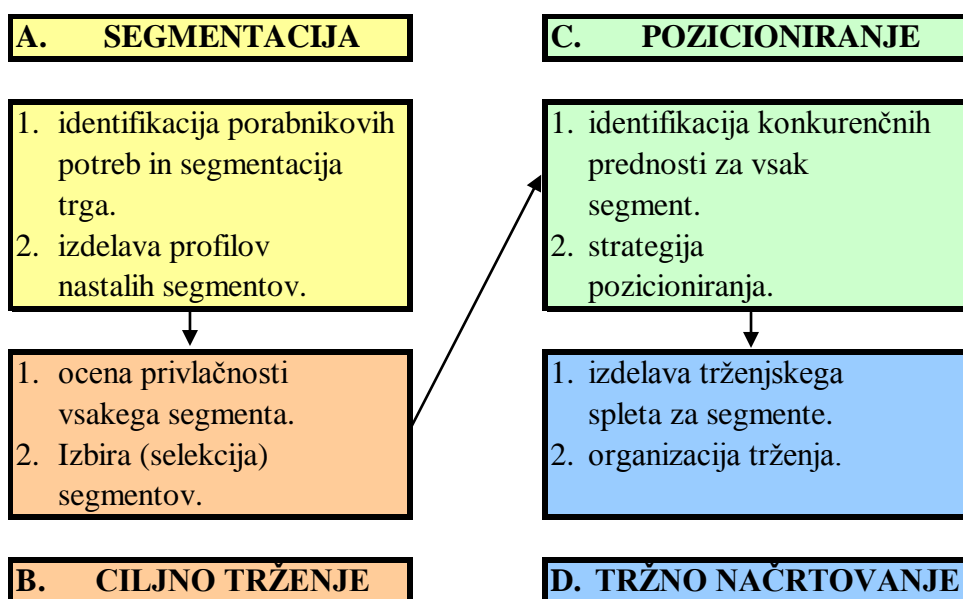 A. SEGMENTACIJA
1. identifikacija porabnikovih
potreb in segmentacija
trga.
2. izdelava profilov
nastalih segmentov.
1. ocena privlačnosti
vsakega segmenta.
2. Izbira (selekcija)
segmentov.
B. CILJNO TRŽENJE
C. POZICIONIRANJE
1. identifikacija konkurenčnih
prednosti za vsak
segment.
2. strategija
pozicioniranja.
1. izdelava trženjskega
spleta za segmente.
2. organizacija trženja.
D. TRŽNO NAČRTOVANJE